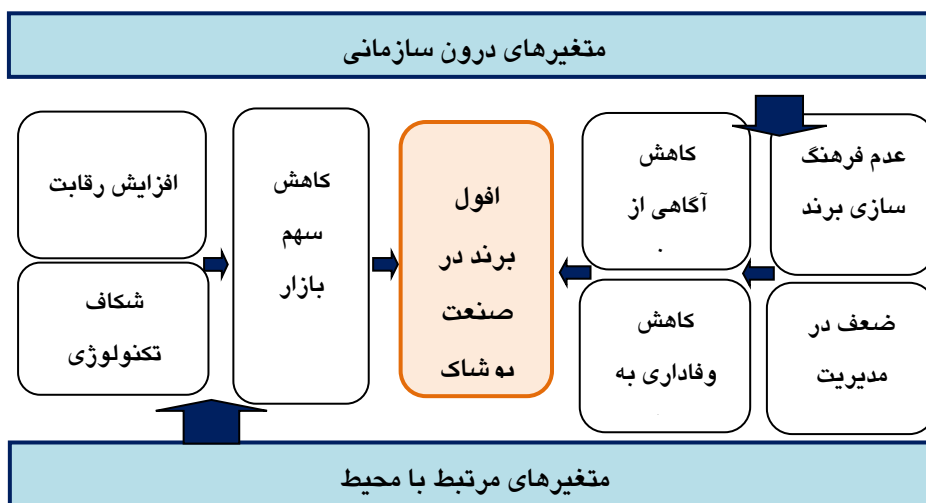 متغیرهای درون سازمانی
عدم فرهنگ
سازی برند
ضعف در
مدیریت
کاهش
آگاهی از
کاهش
وفاداری به
افول
برند در
صنعت
پوشاک
کاهش
سهم
بازار
افزایش رقابت
شکاف
تکنولوژی
متغیرهای مرتبط با محیط